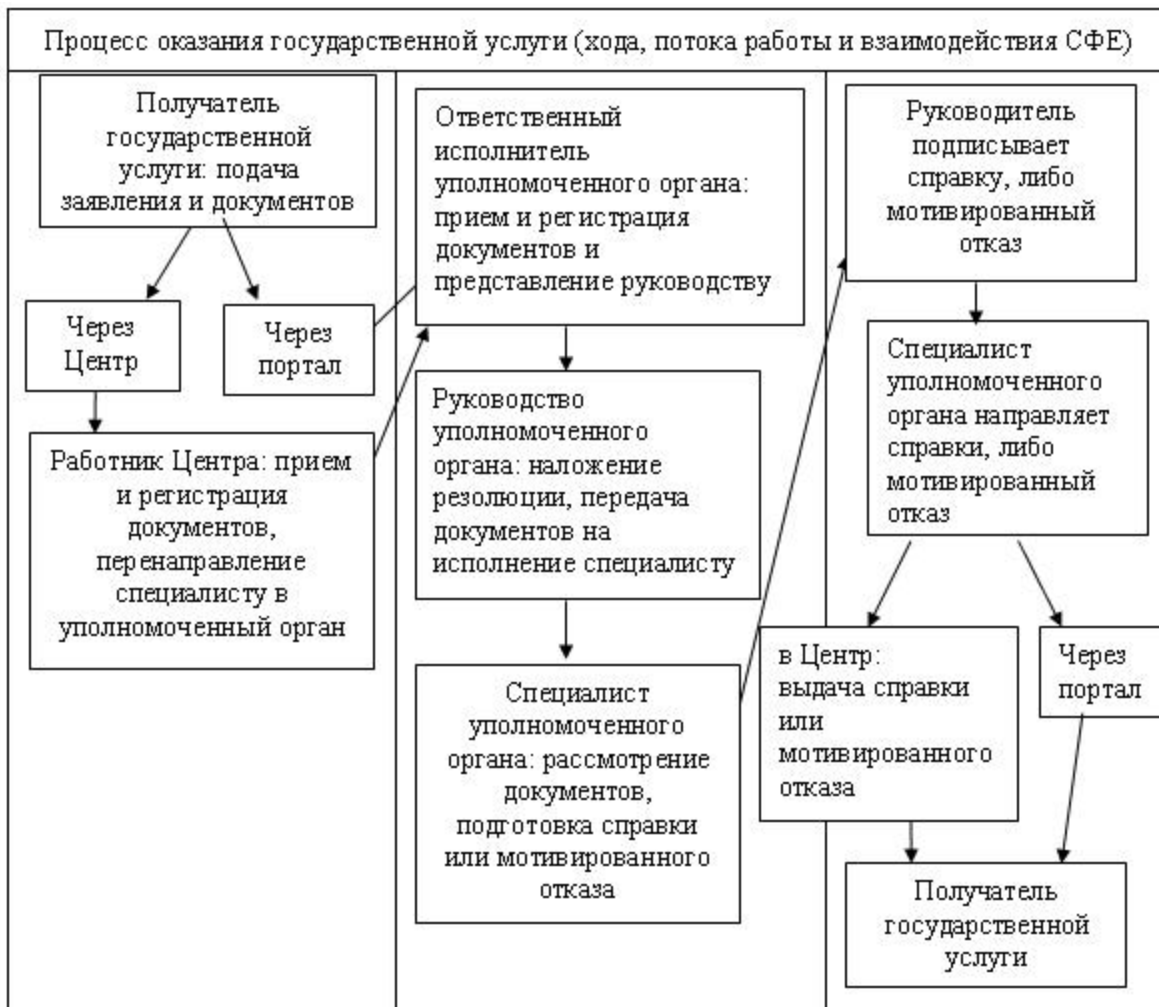 Процесс оказания государственной услуги (хода, потока работы и взаимодействия СФЕ)
Получатель
государственной
услуги: подача
заявления и документов
Через
Центр
Через
портал
Работник Центра: прием
и регистрация
документов,
перенаправление
специалисту в
уполномоченный орган
Ответственный
исполнитель
уполномоченного органа:
прием и регистрация
документов и
представление руководству
Руководство
уполномоченного
органа: наложение
резолюции, передача
документов на
исполнение специалисту
Специалист
уполномоченного
органа: рассмотрение
документов,
подготовка справки
или мотивированного
отказа
Руководитель
подписывает
справку, либо
мотивированный
отказ
Специалист
уполномоченного
органа направляет
справки, либо
мотивированный
отказ
в Центр:
выдача справки
или
мотивированного
отказа
Через
портал
Получатель
государственной
услуги